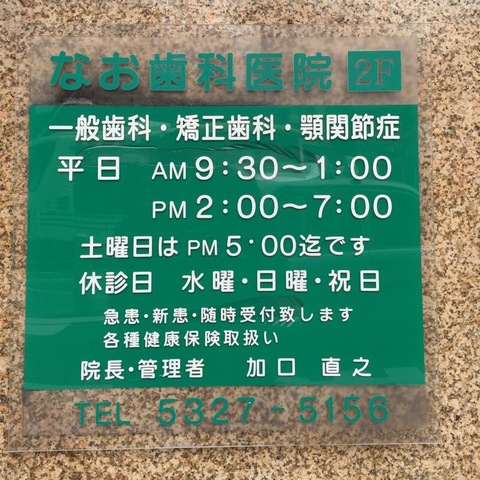 なお歯科医院 2F
一般歯科・矯正歯科・顎関節症
平日 AM 9:30〜1:00
PM 2:00〜7:00
土曜日は PM 5:00迄です
休診日 水曜・日曜・祝日
急患・新患・随時受付致します
各種健康保険取扱い
院長・管理者 加口 直之
TEL 5327-5156